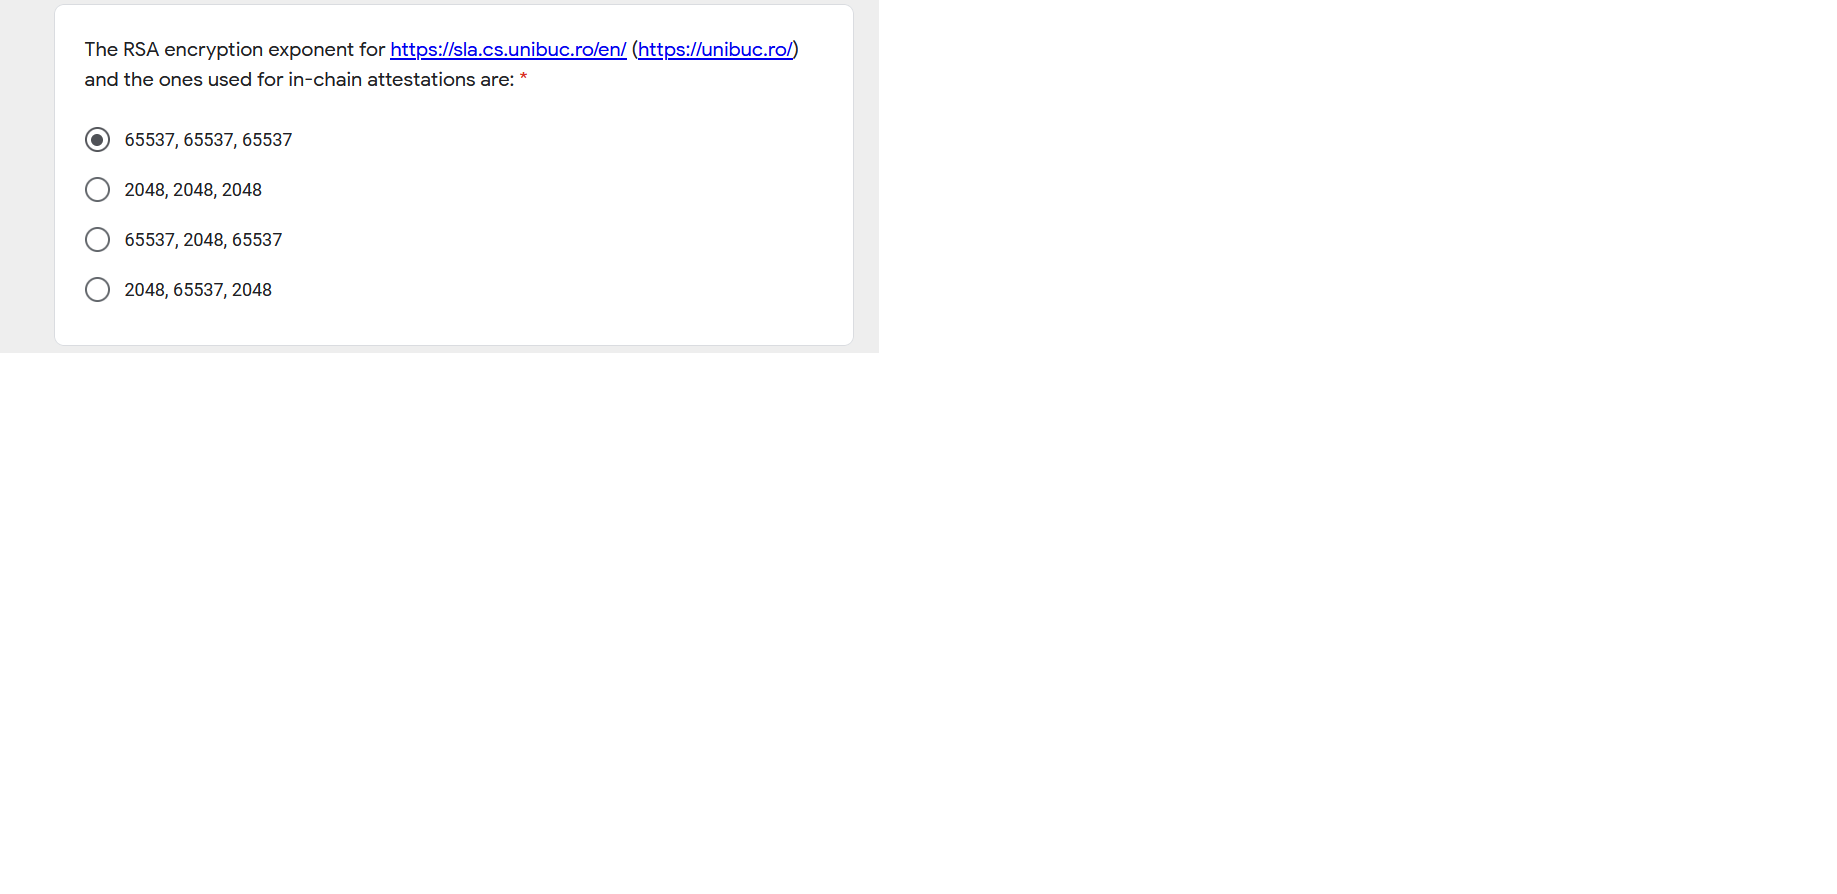 The RSA encryption exponent for https://sla.cs.unibuc.ro/en/ (https://unibuc.ro/)
and the ones used for in-chain attestations are: *
65537, 65537, 65537
2048, 2048, 2048
65537, 2048, 65537
2048, 65537, 2048